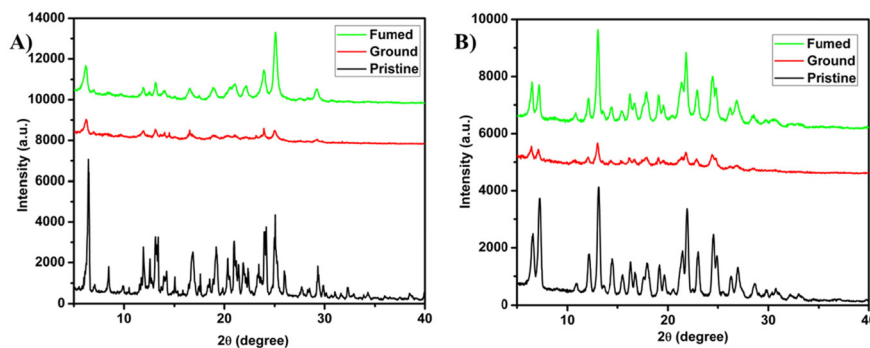 A)
Fumed
Ground
Pristine
14000
12000
10000
8000
6000
4000
2000
0
Intensity (a.u.)
10
20
30
40
2θ (degree)
B)
Fumed
Ground
Pristine
10000
8000
6000
4000
2000
0
Intensity (a.u.)
10
20
30
40
2θ (degree)